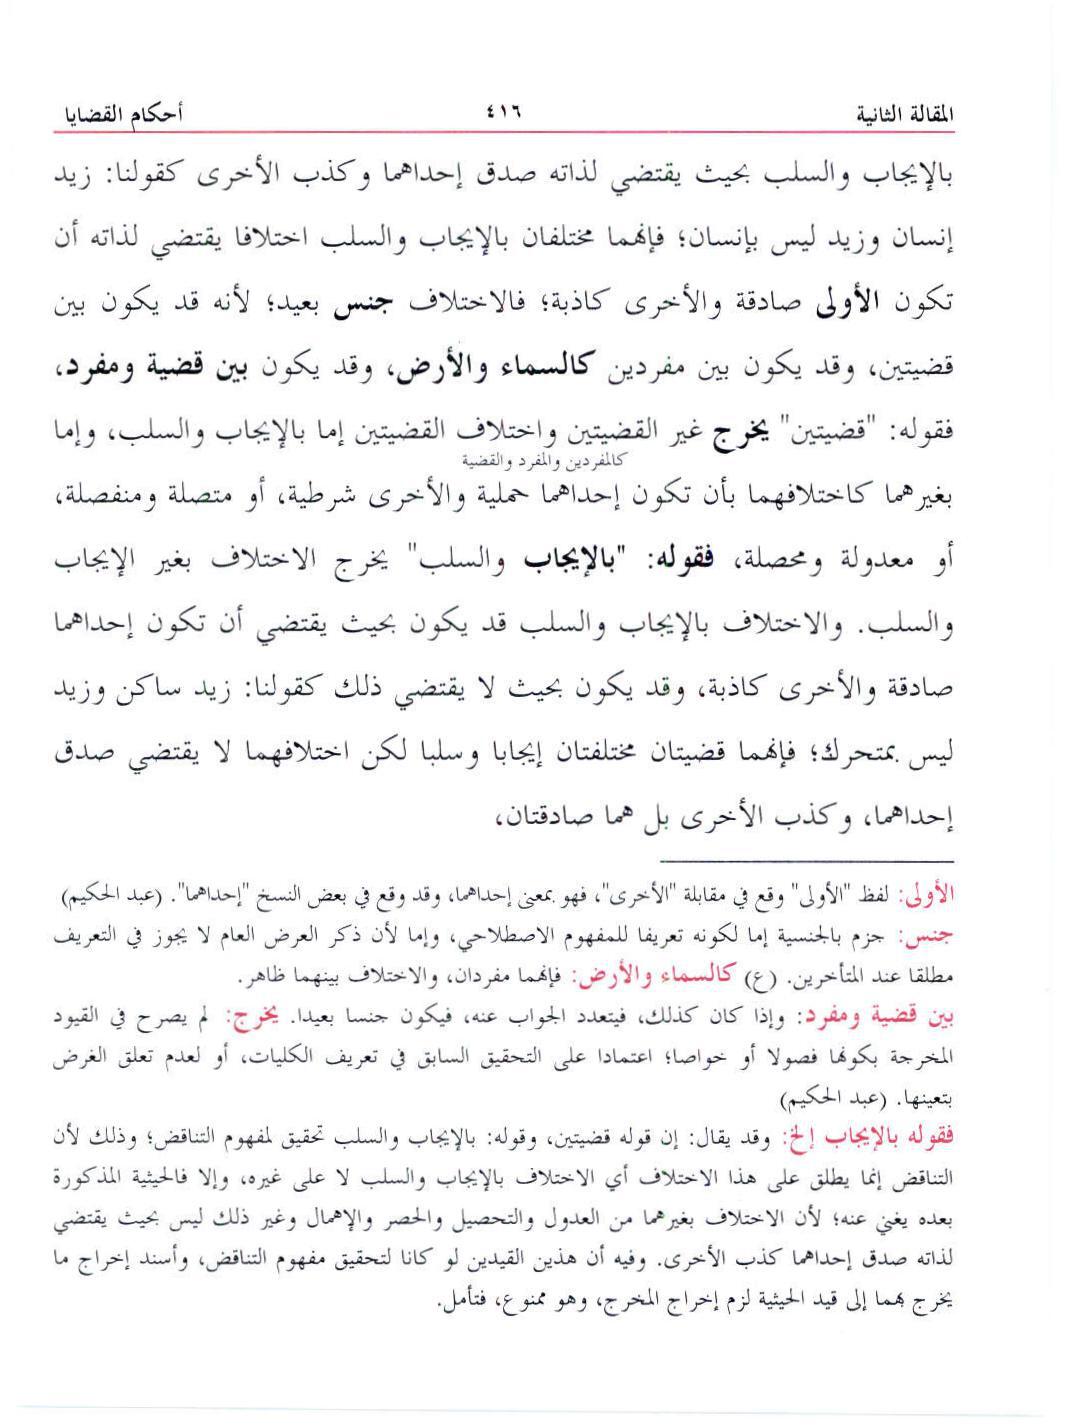 المقالة الثانية ٤١٦ أحكام القضايا
بالإيجاب والسلب بحيث يقتضي لذاته صدق إحداهما وكذب الأخرى كقولنا: زيد
إنسان وزيد ليس بإنسان؛ فإنهما مختلفان بالإيجاب والسلب اختلافا يقتضي لذاته أن
تكون الأولى صادقة والأخرى كاذبة؛ فالاختلاف جنس بعيد؛ لأنه قد يكون بين
قضيتين، وقد يكون بين مفردين كالسماء والأرض، وقد يكون بين قضية ومفرد،
فقوله: "قضيتين" يخرج غير القضيتين واختلاف القضيتين إما بالإيجاب والسلب، وإما
كالمفردين والمفرد والقضية
بغيرهما كاختلافهما بأن تكون إحداهما حملية والأخرى شرطية، أو متصلة ومنفصلة،
أو معدولة ومحصلة، فقوله: "بالإيجاب والسلب" يخرج الاختلاف بغير الإيجاب
والسلب. والاختلاف بالإيجاب والسلب قد يكون بحيث يقتضي أن تكون إحداهما
صادقة والأخرى كاذبة، وقد يكون بحيث لا يقتضي ذلك كقولنا: زيد ساكن وزيد
ليس بمتحرك؛ فإنهما قضيتان مختلفتان إيجابا وسلبا لكن اختلافهما لا يقتضي صدق
إحداهما، وكذب الأخرى بل هما صادقتان،
الأولى: لفظ "الأولى" وقع في مقابلة "الأخرى"، فهو بمعنى إحداهما، وقد وقع في بعض النسخ "إحداهما". (عبد الحكيم)
جنس: جزم بالجنسية إما لكونه تعريفا للمفهوم الاصطلاحي، وإما لأن ذكر العرض العام لا يجوز في التعريف
مطلقا عند المتأخرين. (ع) كالسماء والأرض: فإنهما مفردان، والاختلاف بينهما ظاهر.
بين قضية ومفرد: وإذا كان كذلك، فيتعدد الجواب عنه، فيكون جنسا بعيدا. يخرج: لم يصرح في القيود
المخرجة بكونها فصولا أو خواصا؛ اعتمادا على التحقيق السابق في تعريف الكليات، أو لعدم تعلق الغرض
بتعينها. (عبد الحكيم)
فقوله بالإيجاب إلخ: وقد يقال: إن قوله قضيتين، وقوله: بالإيجاب والسلب تحقيق لمفهوم التناقض؛ وذلك لأن
التناقض إنما يطلق على هذا الاختلاف أي الاختلاف بالإيجاب والسلب لا على غيره، وإلا فالحيثية المذكورة
بعده يغني عنه؛ لأن الاختلاف بغيرهما من العدول والتحصيل والحصر والإهمال وغير ذلك ليس بحيث يقتضي
لذاته صدق إحداهما كذب الأخرى. وفيه أن هذين القيدين لو كانا لتحقيق مفهوم التناقض، وأسند إخراج ما
يخرج بهما إلى قيد الحيثية لزم إخراج المخرج، وهو ممنوع، فتأمل.